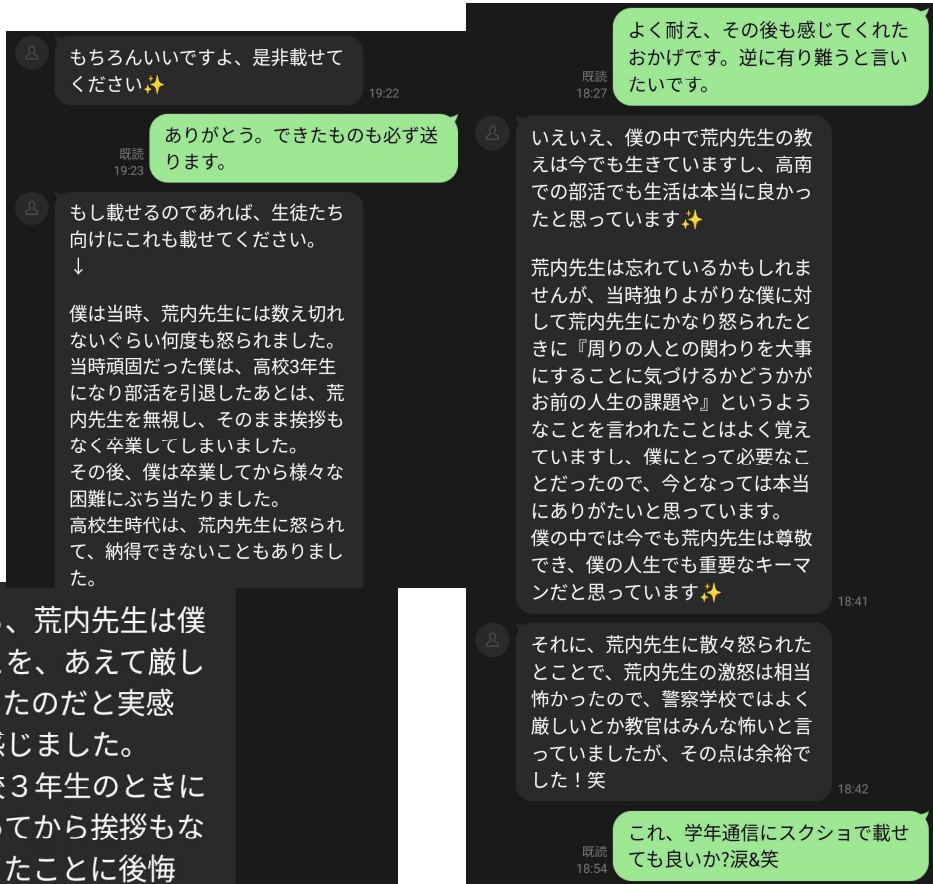 よく耐え、その後も感じてくれた
おかげです。逆に有り難うと言い
たいです。
既読
18:27
いえいえ、僕の中で荒内先生の教
えは今でも生きていますし、高南
での部活でも生活は本当に良かっ
たと思っています✨
荒内先生は忘れているかもしれま
せんが、当時独りよがりな僕に対
して荒内先生にかなり怒られたと
きに『周りの人との関わりを大事
にすることに気づけるかどうかが
お前の人生の課題や』というよう
なことを言われたことはよく覚え
ていますし、僕にとって必要なこ
とだったので、今となっては本当
にありがたいと思っています。
僕の中では今でも荒内先生は尊敬
でき、僕の人生でも重要なキーマ
ンだと思っています✨
18:41
それに、荒内先生に散々怒られた
とことで、荒内先生の激怒は相当
怖かったので、警察学校ではよく
厳しいとか教官はみんな怖いと言
っていましたが、その点は余裕で
した！笑
18:42
これ、学年通信にスクショで載せ
ても良いか?涙&笑
既読
18:54
もちろんいいですよ、是非載せて
ください✨
19:22
ありがとう。できたものも必ず送
ります。
既読
19:23
もし載せるのであれば、生徒たち
向けにこれも載せてください。
↓
僕は当時、荒内先生には数え切れ
ないぐらい何度も怒られました。
当時頑固だった僕は、高校3年生
になり部活を引退したあとは、荒
内先生を無視し、そのまま挨拶も
なく卒業してしまいました。
その後、僕は卒業してから様々な
困難にぶち当たりました。
高校生時代は、荒内先生に怒られ
て、納得できないこともありまし
た。
、荒内先生は僕
を、あえて厳し
たのだと実感
感じました。
校３年生のときに
ってから挨拶もな
たことに後悔